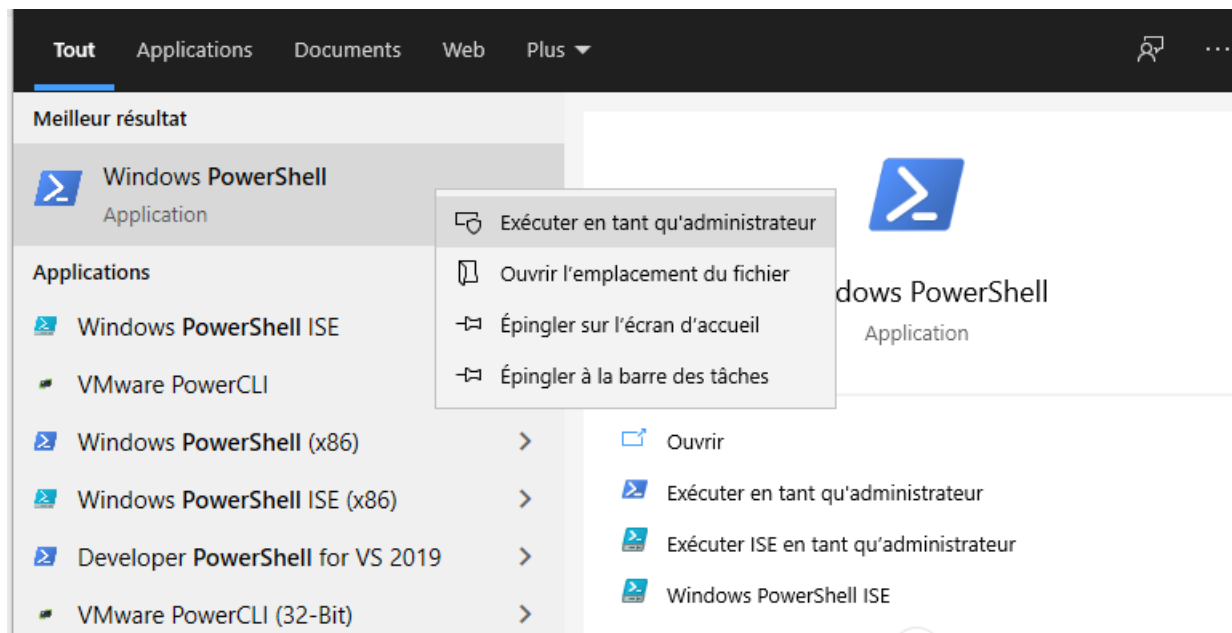 Tout Applications Documents Web Plus
Meilleur résultat
Windows PowerShell
Application
Exécuter en tant qu'administrateur
Ouvrir l'emplacement du fichier
Épingler sur l'écran d'accueil
Épingler à la barre des tâches
Applications
Windows PowerShell ISE
VMware PowerCLI
Windows PowerShell (x86)
Windows PowerShell ISE (x86)
Developer PowerShell for VS 2019
VMware PowerCLI (32-Bit)
dows PowerShell
Application
Ouvrir
Exécuter en tant qu'administrateur
Exécuter ISE en tant qu'administrateur
Windows PowerShell ISE